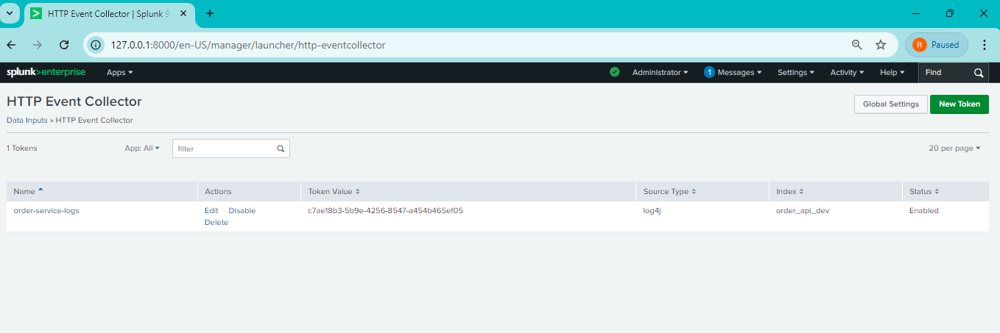 HTTP Event Collector | Splunk 9
127.0.0.1:8000/en-US/manager/launcher/http-eventcollector
R Paused
splunk>enterprise Apps Administrator 1 Messages Settings Activity Help Find
HTTP Event Collector
Global Settings New Token
Data Inputs » HTTP Event Collector
1 Tokens App: All filter 20 per page
Name Actions Token Value Source Type Index Status
order-service-logs Edit Disable c7ae18b3-5b9e-4256-8547-a454b465ef05 log4j order_api_dev Enabled
Delete